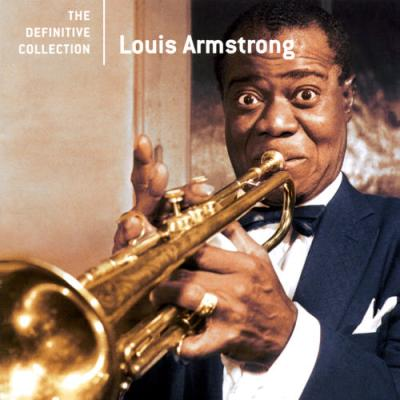 THE
DEFINITIVE
COLLECTION
Louis Armstrong